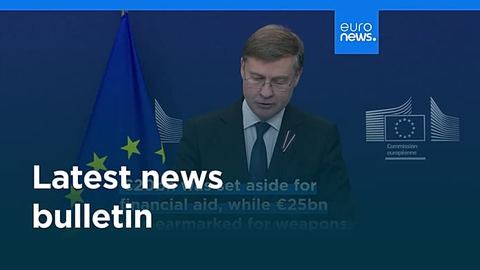 euro
news.
Commission
européenne
Latest news
bulletin
set aside for
financial aid, while €25bn
earmarked for weapons.